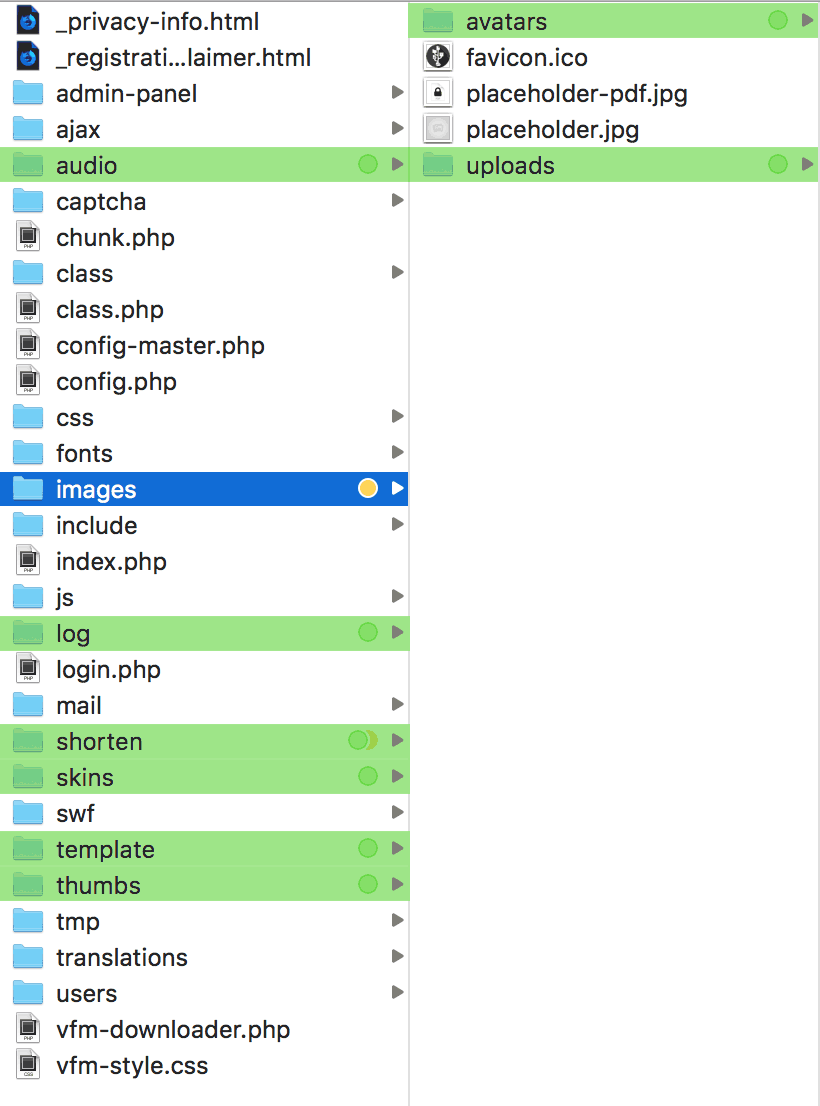 _privacy-info.html
_registrati...laimer.html
admin-panel
ajax
audio
captcha
chunk.php
class
class.php
config-master.php
config.php
css
fonts
images
include
index.php
js
log
login.php
mail
shorten
skins
swf
template
thumbs
tmp
translations
users
vfm-downloader.php
vfm-style.css
avatars
favicon.ico
placeholder-pdf.jpg
placeholder.jpg
uploads